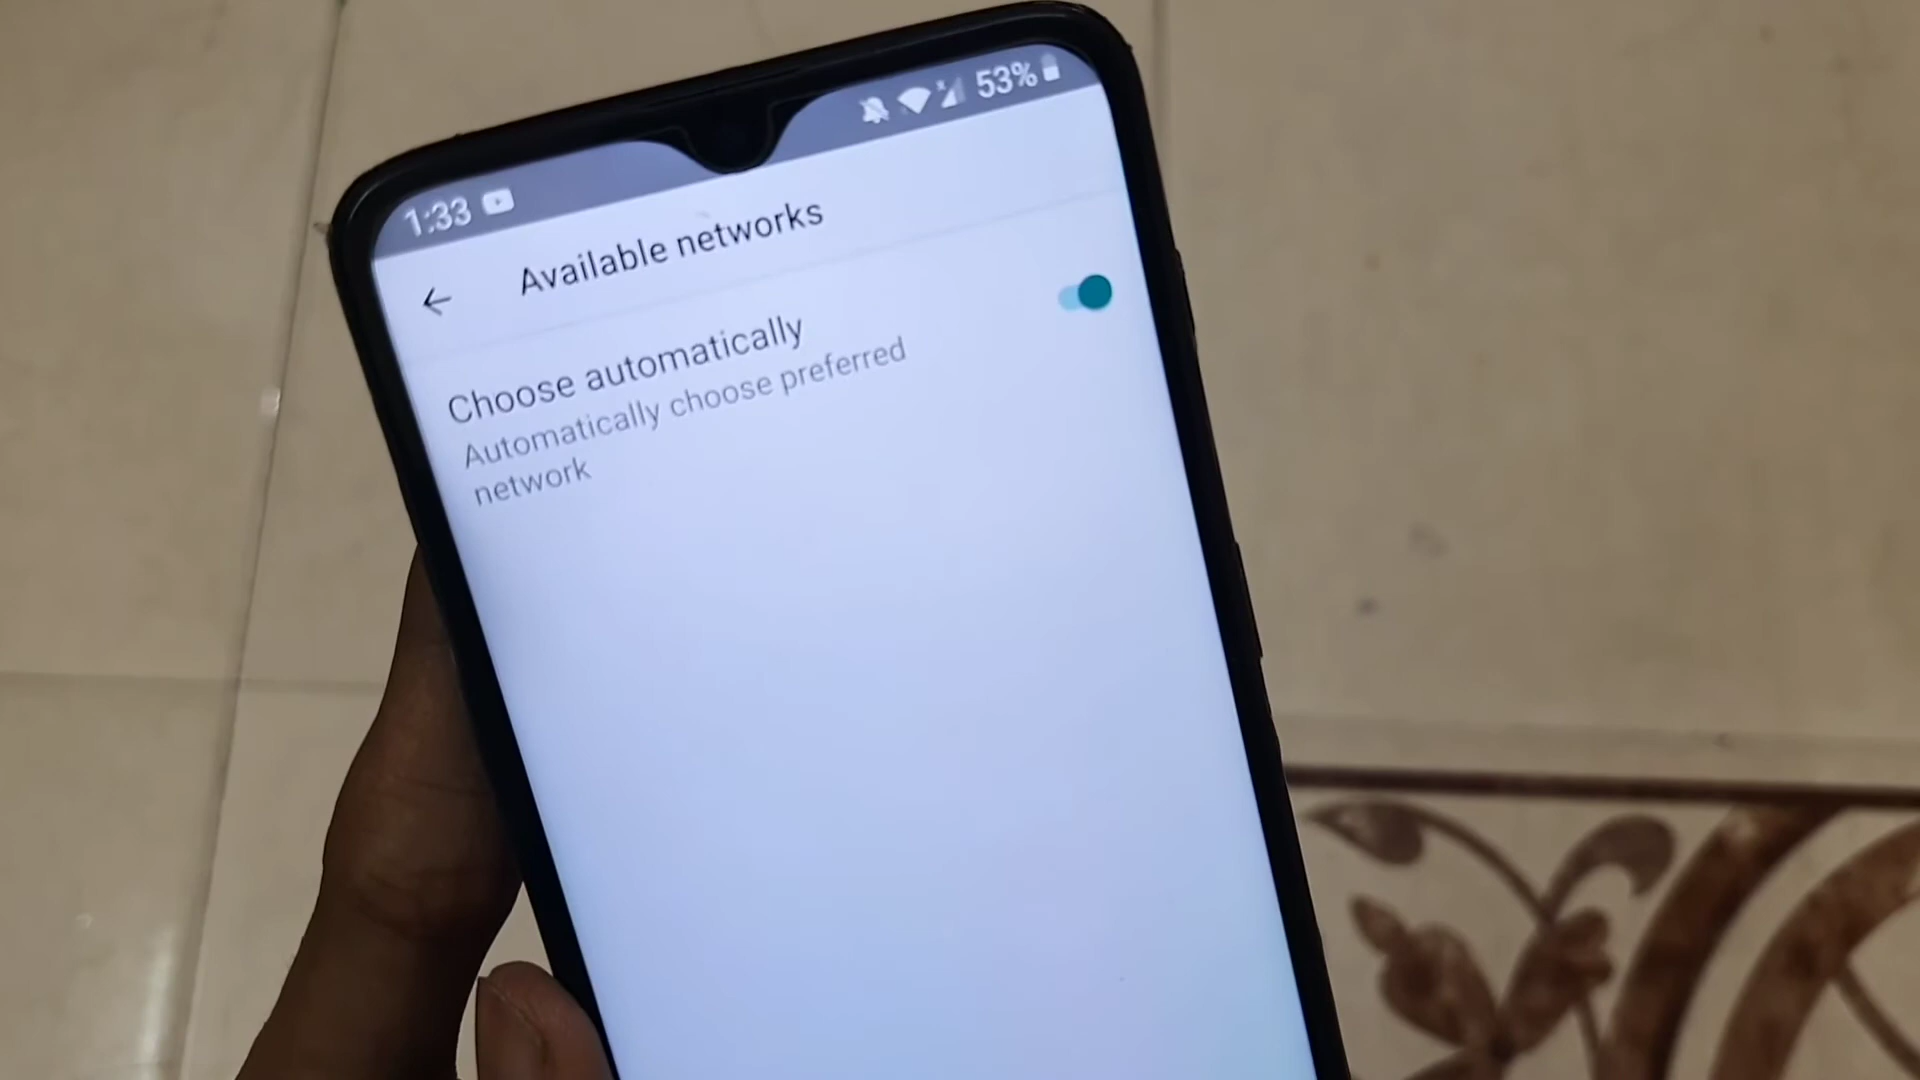 1:33
53%
Available networks
Choose automatically
Automatically choose preferred
network